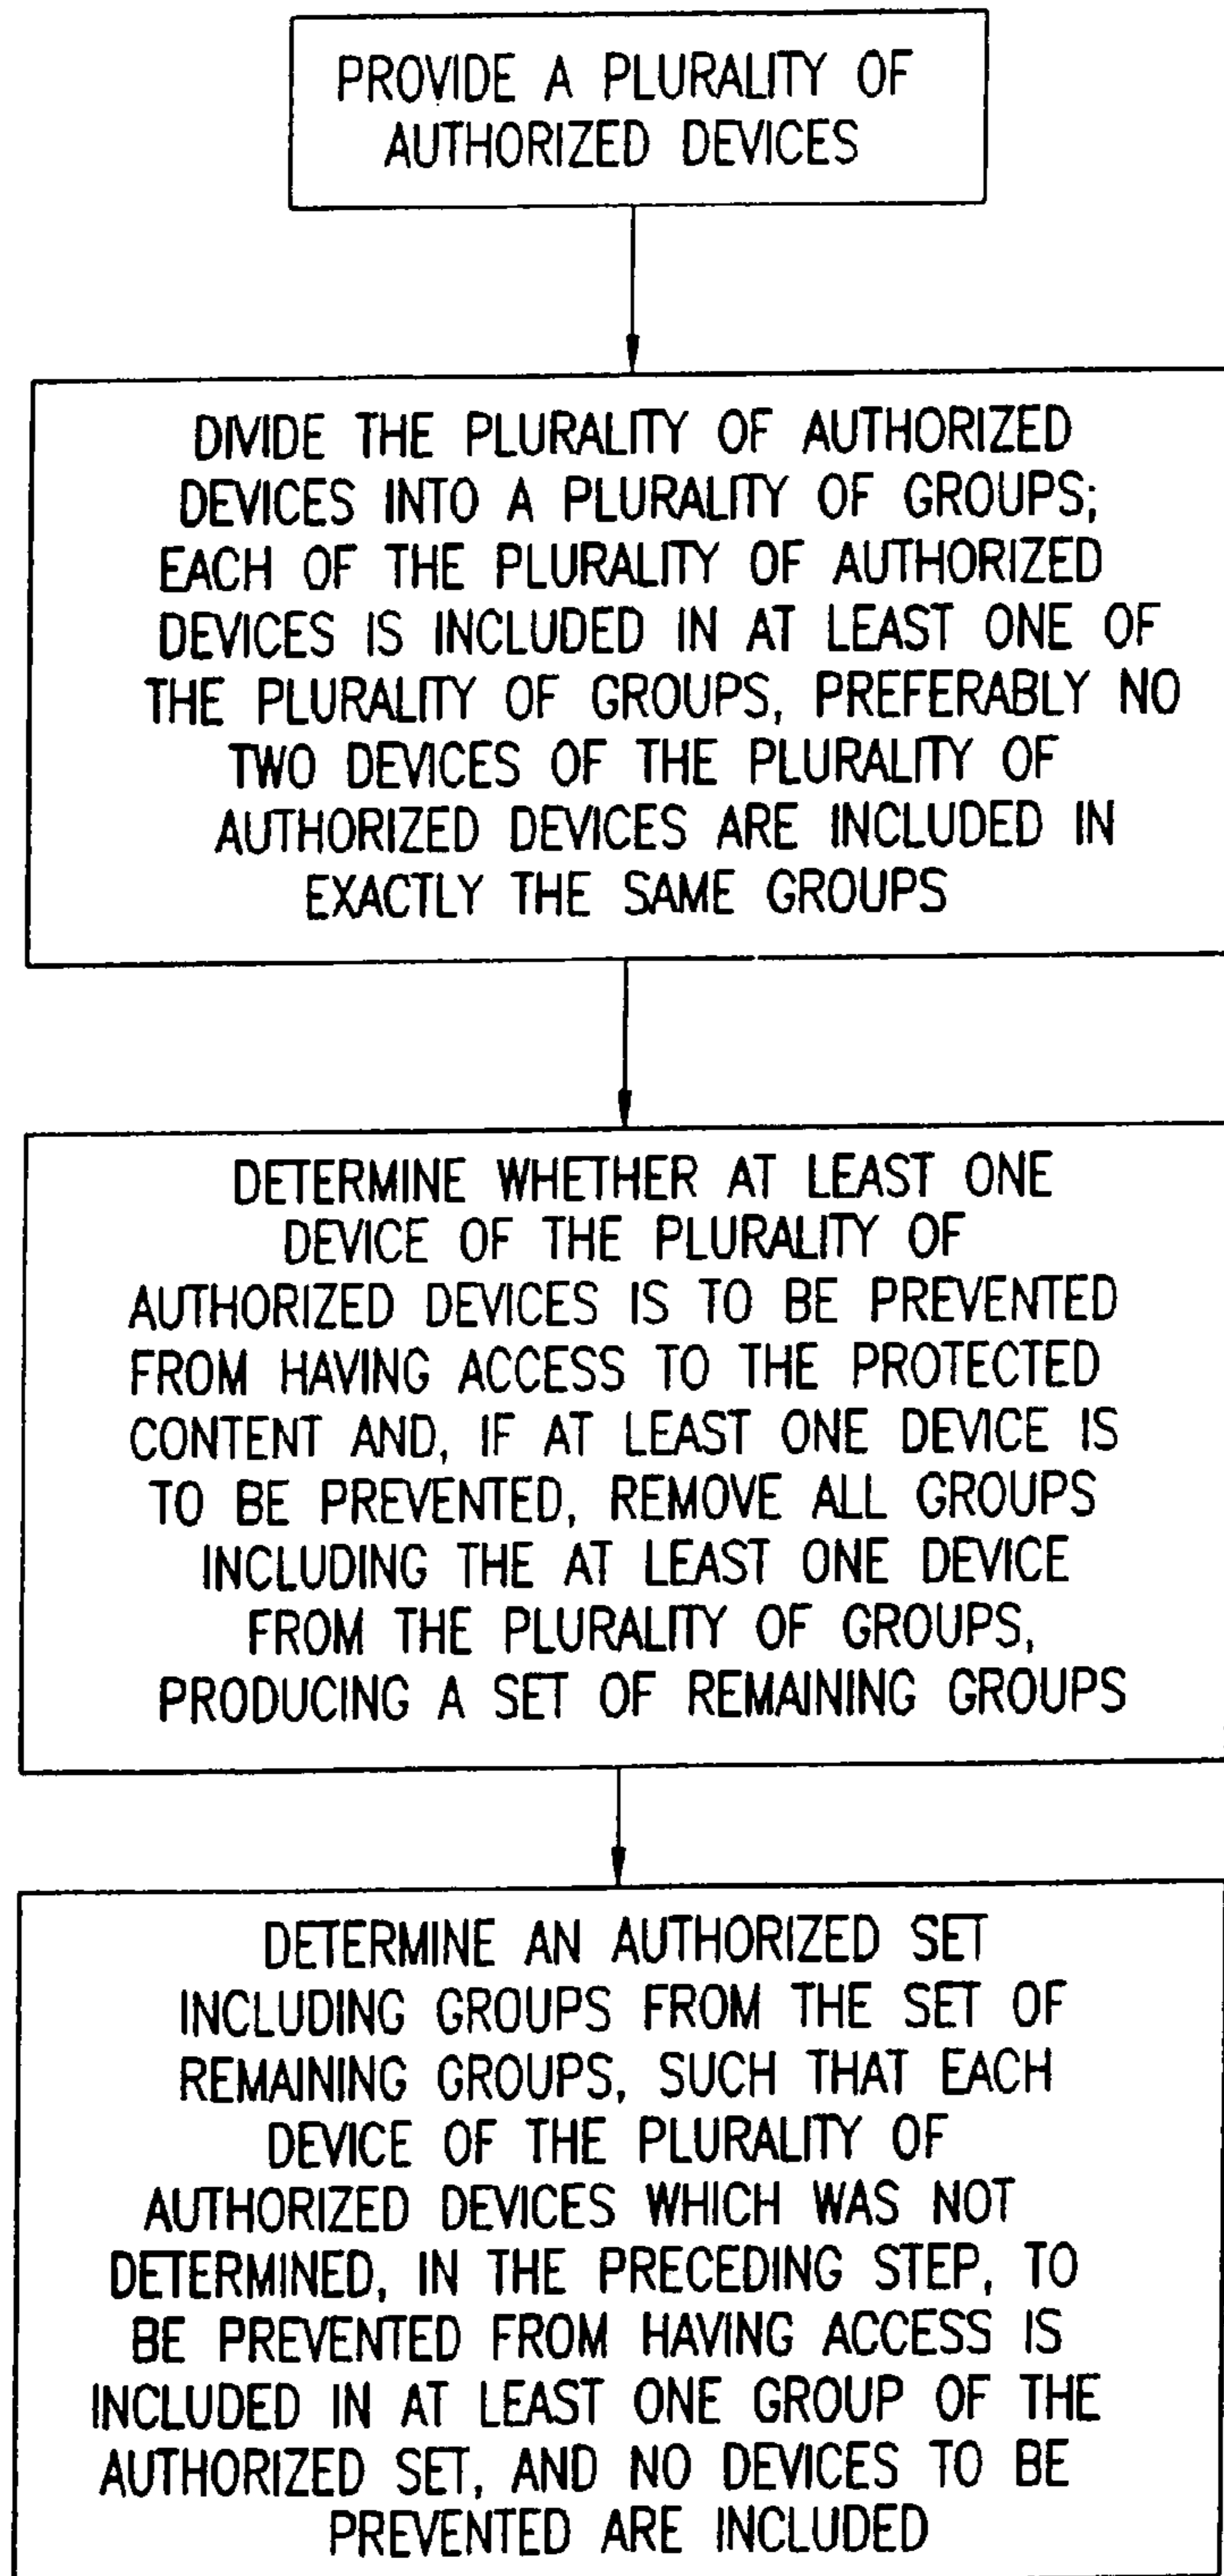 PROVIDE A PLURALITY OF
AUTHORIZED DEVICES
DIVIDE THE PLURALITY OF AUTHORIZED
DEVICES INTO A PLURALITY OF GROUPS;
EACH OF THE PLURALITY OF AUTHORIZED
DEVICES IS INCLUDED IN AT LEAST ONE OF
THE PLURALITY OF GROUPS, PREFERABLY NO
TWO DEVICES OF THE PLURALITY OF
AUTHORIZED DEVICES ARE INCLUDED IN
EXACTLY THE SAME GROUPS
DETERMINE WHETHER AT LEAST ONE
DEVICE OF THE PLURALITY OF
AUTHORIZED DEVICES IS TO BE PREVENTED
FROM HAVING ACCESS TO THE PROTECTED
CONTENT AND, IF AT LEAST ONE DEVICE IS
TO BE PREVENTED, REMOVE ALL GROUPS
INCLUDING THE AT LEAST ONE DEVICE
FROM THE PLURALITY OF GROUPS,
PRODUCING A SET OF REMAINING GROUPS
DETERMINE AN AUTHORIZED SET
INCLUDING GROUPS FROM THE SET OF
REMAINING GROUPS, SUCH THAT EACH
DEVICE OF THE PLURALITY OF
AUTHORIZED DEVICES WHICH WAS NOT
DETERMINED, IN THE PRECEDING STEP, TO
BE PREVENTED FROM HAVING ACCESS IS
INCLUDED IN AT LEAST ONE GROUP OF THE
AUTHORIZED SET, AND NO DEVICES TO BE
PREVENTED ARE INCLUDED